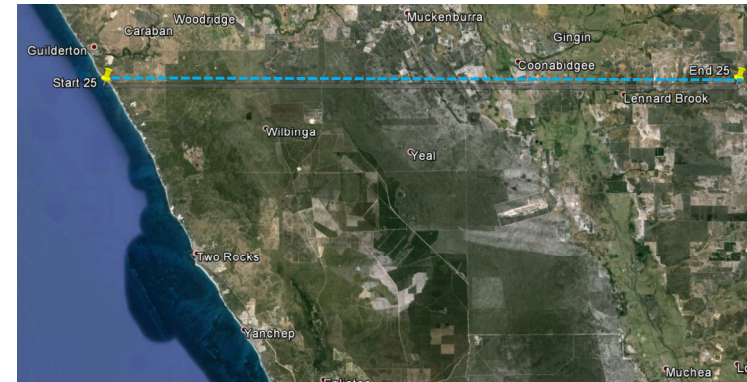 Woodridge
Muckenburra
Caraban
Gingin
Guilderton
Coonabidgee
End 25
Start 25
Lennard Brook
Wilbinga
Yeal
Two Rocks
Yanchep
Muchea